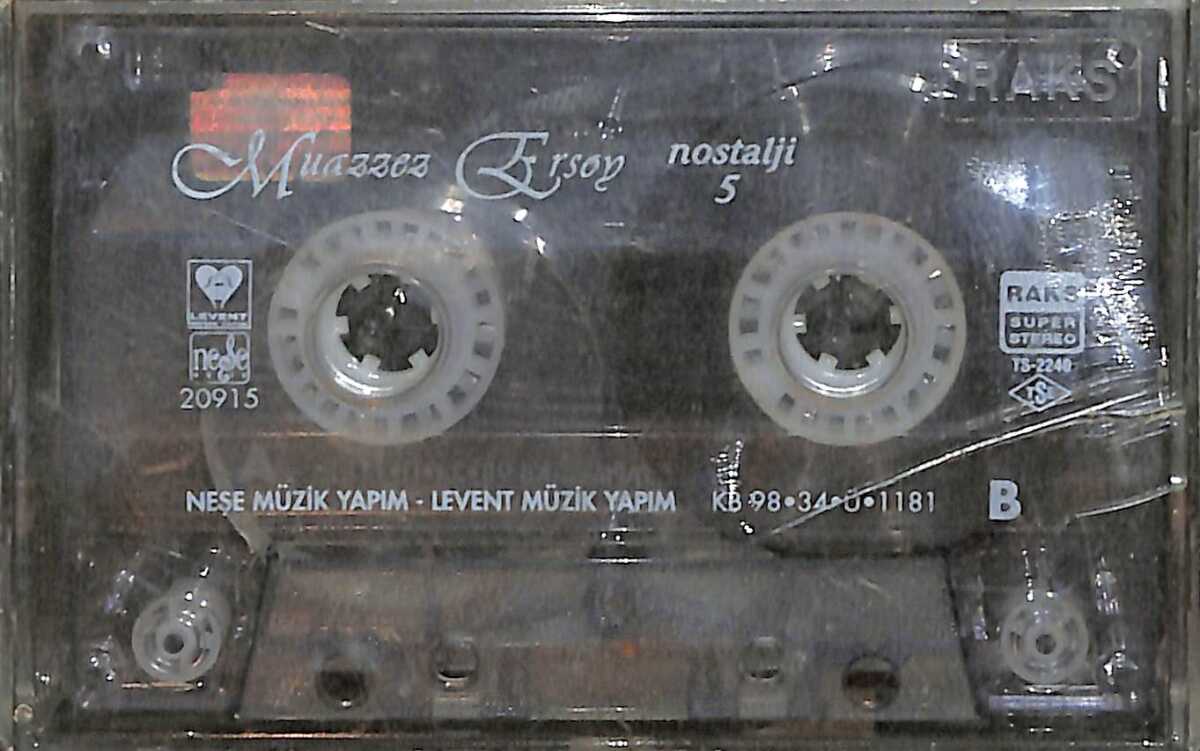 RAKS
Muazzez Ersoy nostalji
5
LEVENT
neşe
20915
RAKS
SUPER
STEREO
TS-2240
TSE
NEŞE MÜZİK YAPIM - LEVENT MÜZİK YAPIM KB 98•34•Ü•1181 B